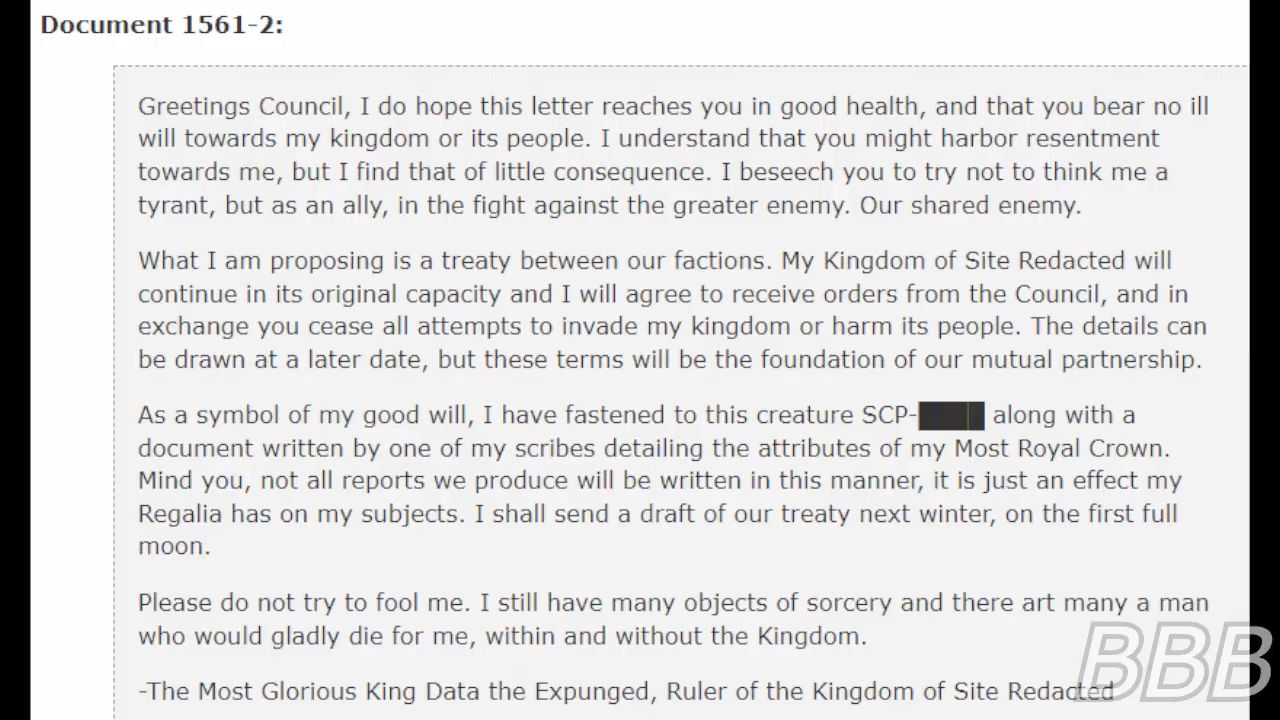 Document 1561-2:
Greetings Council, I do hope this letter reaches you in good health, and that you bear no ill
will towards my kingdom or its people. I understand that you might harbor resentment
towards me, but I find that of little consequence. I beseech you to try not to think me a
tyrant, but as an ally, in the fight against the greater enemy. Our shared enemy.
What I am proposing is a treaty between our factions. My Kingdom of Site Redacted will
continue in its original capacity and I will agree to receive orders from the Council, and in
exchange you cease all attempts to invade my kingdom or harm its people. The details can
be drawn at a later date, but these terms will be the foundation of our mutual partnership.
As a symbol of my good will, I have fastened to this creature SCP-████ along with a
document written by one of my scribes detailing the attributes of my Most Royal Crown.
Mind you, not all reports we produce will be written in this manner, it is just an effect my
Regalia has on my subjects. I shall send a draft of our treaty next winter, on the first full
moon.
Please do not try to fool me. I still have many objects of sorcery and there art many a man
who would gladly die for me, within and without the Kingdom.
-The Most Glorious King Data the Expunged, Ruler of the Kingdom of Site Redacted
BBB